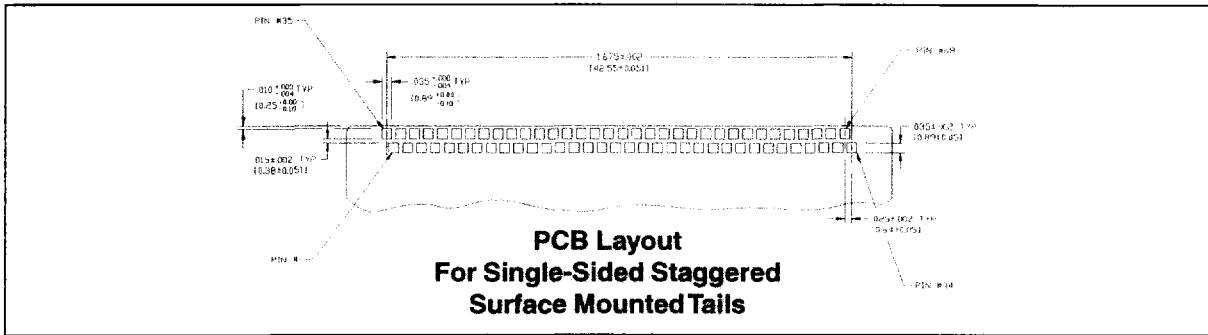 PIN #35
1.675±.002
[42.55±0.051]
PIN #68
.035 +.000 -.004 TYP
[0.89 +0.00 -0.10]
.010 +.000 -.004 TYP
[0.25 +0.00 -0.10]
.035±.002 TYP
[0.89±0.05]
.015±.002 TYP
[0.38±0.051]
.025±.002 TYP
[0.64±0.05]
PIN #
PIN #34
PCB Layout
For Single-Sided Staggered
Surface Mounted Tails